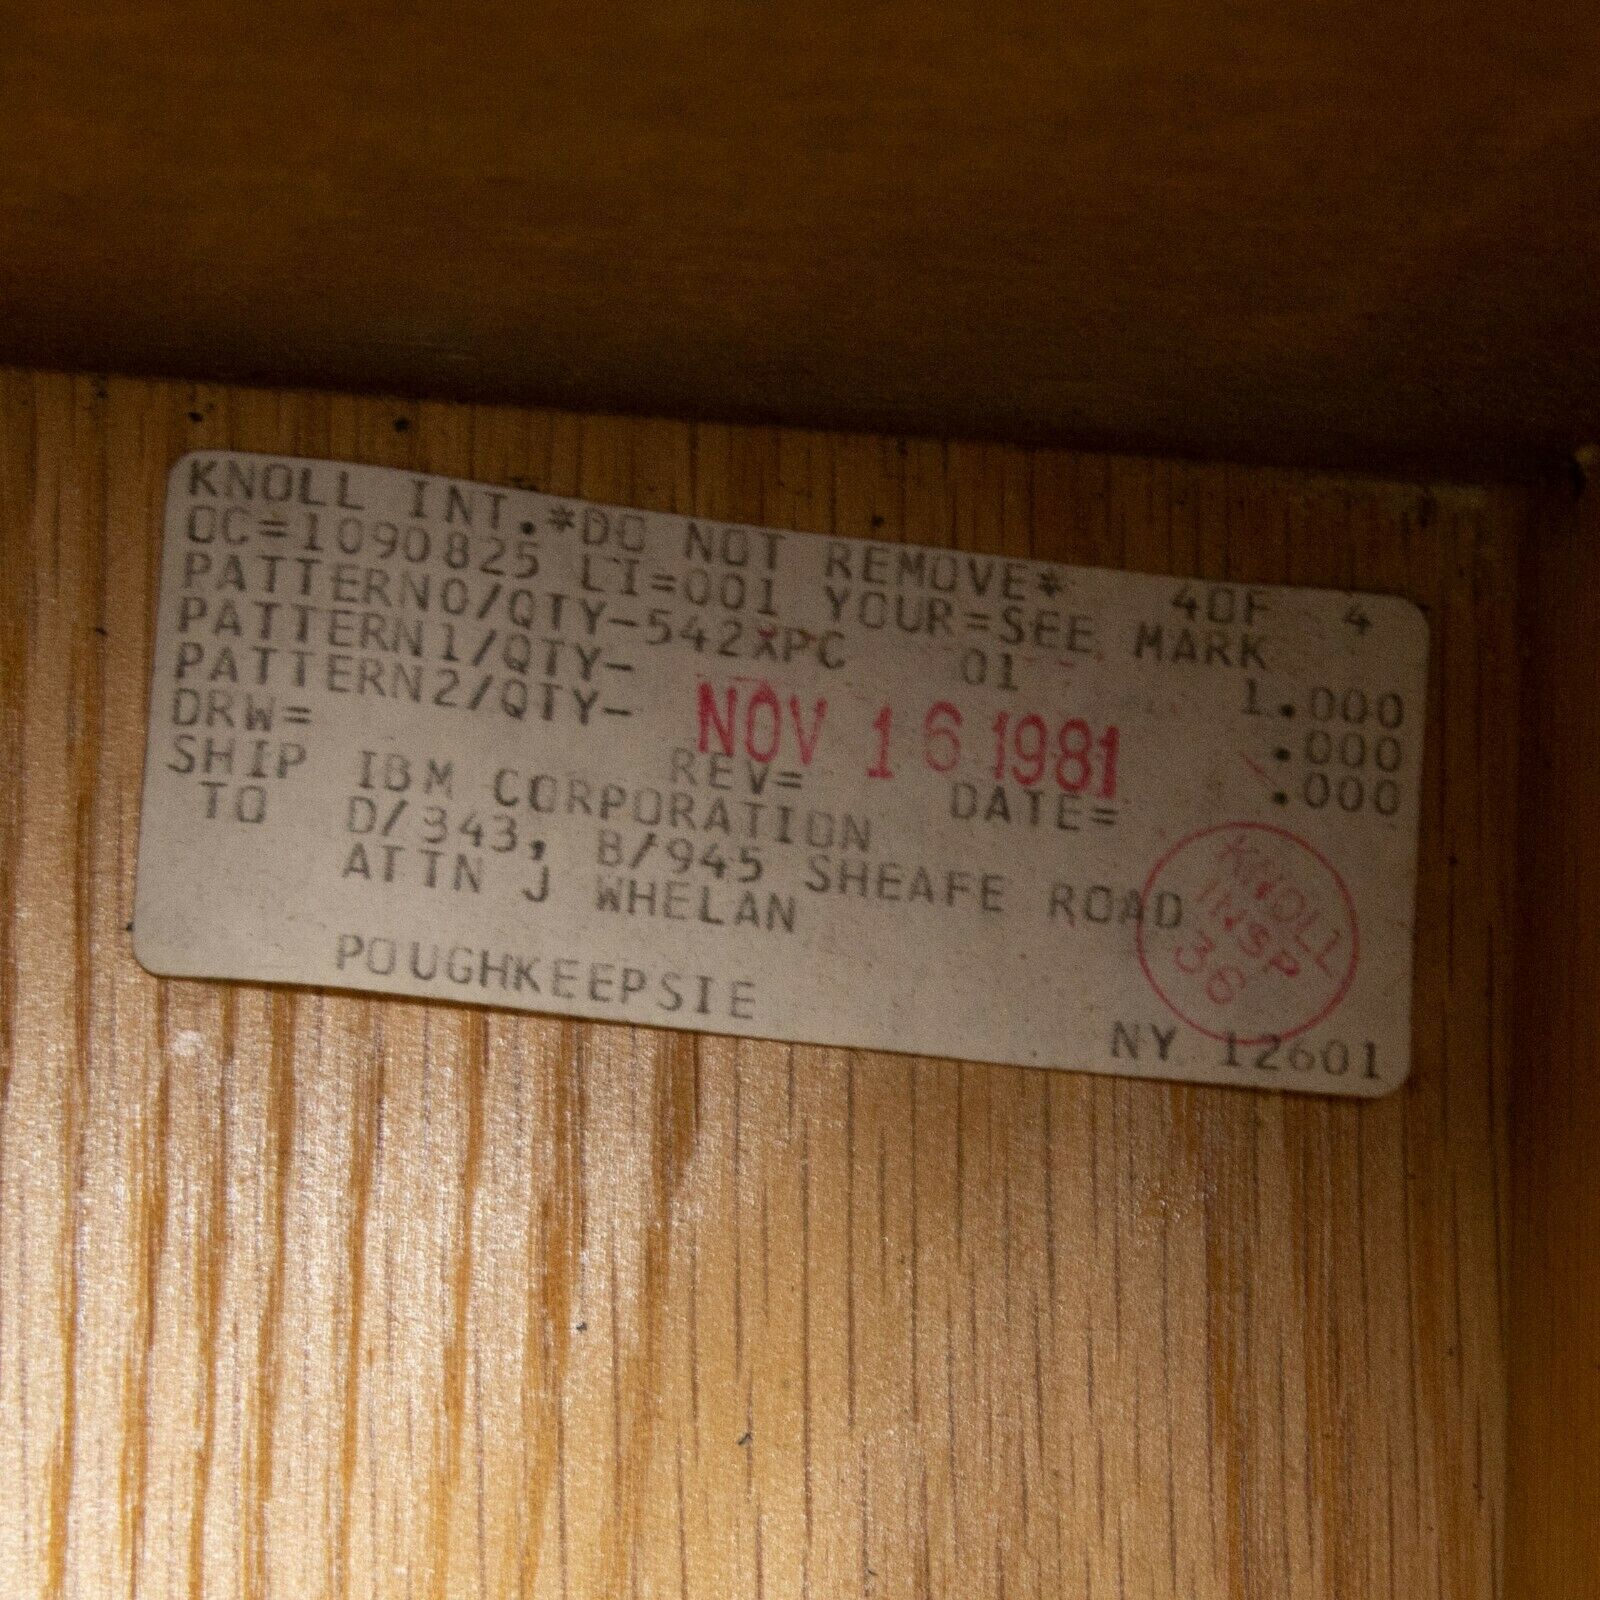 KNOLL INT.*DO NOT REMOVE* 4OF 4
OC=1090825 LI=001 YOUR=SEE MARK
PATTERN0/QTY-542XPC 01 1.000
PATTERN1/QTY- .000
PATTERN2/QTY- .000
NOV 16 1981
DRW= REV= DATE=
SHIP IBM CORPORATION
TO D/343, B/945 SHEAFE ROAD
ATTN J WHELAN
POUGHKEEPSIE NY 12601
KNOLL
INSP
36